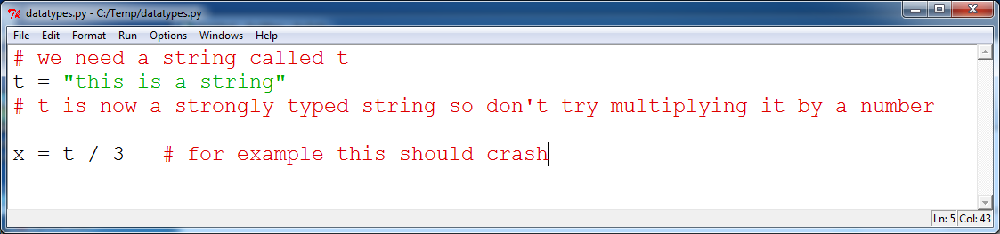 datatypes.py - C:/Temp/datatypes.py
File Edit Format Run Options Windows Help
# we need a string called t
t = "this is a string"
# t is now a strongly typed string so don't try multiplying it by a number
x = t / 3   # for example this should crash
Ln: 5 Col: 43